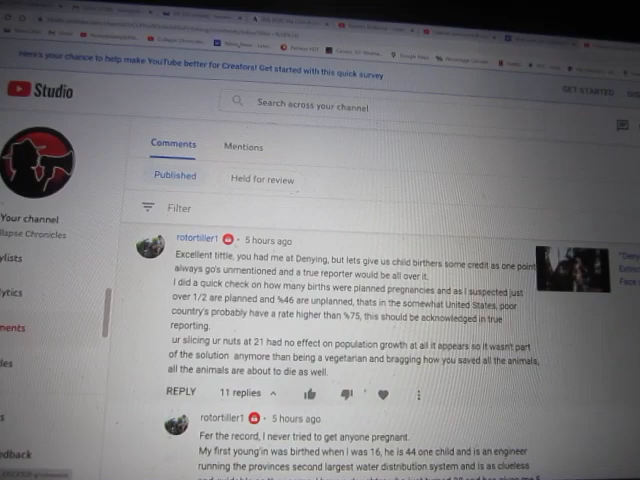 Here's your chance to help make YouTube better for Creators! Get started with this quick survey
GET STARTED
Studio
Search across your channel
Comments
Mentions
Published
Held for review
Filter
Your channel
llapse Chronicles
ylists
ytics
ments
les
s
edback
rotortiller1 • 5 hours ago
Excellent tittle, you had me at Denying, but lets give us child birthers some credit as one point
always go's unmentioned and a true reporter would be all over it.
I did a quick check on how many births were planned pregnancies and as I suspected just
over 1/2 are planned and %46 are unplanned, thats in the somewhat United States, poor
country's probably have a rate higher than %75, this should be acknowledged in true
reporting.
ur slicing ur nuts at 21 had no effect on population growth at all it appears so it wasn't part
of the solution anymore than being a vegetarian and bragging how you saved all the animals,
all the animals are about to die as well.
"Deny
Extin
Face
REPLY 11 replies
rotortiller1 • 5 hours ago
Fer the record, I never tried to get anyone pregnant.
My first young'in was birthed when I was 16, he is 44 one child and is an engineer
running the provinces second largest water distribution system and is as clueless